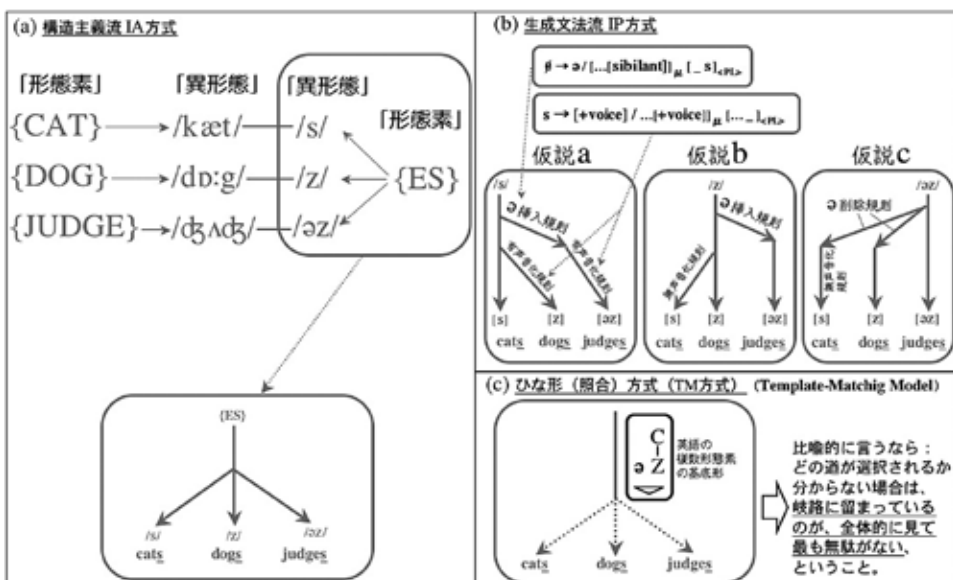 (a) 構造主義流 IA方式
「形態素」 「異形態」 「異形態」
「形態素」
{CAT} /kæt/ /s/
{DOG} /dɒːg/ /z/ {ES}
{JUDGE} /ʤʌʤ/ /əz/
{ES}
/s/ /z/ /əz/
cats dogs judges
(b) 生成文法流 IP方式
∅ → ə / [...[sibilant]]μ [ _ s]<PL>
s → [+voice] / ...[+voice]]μ [... _ ]<PL>
仮説a 仮説b 仮説c
/s/
ə 挿入規則
有声音化規則
有声音化規則
[s] [z] [əz]
cats dogs judges
/z/
ə 挿入規則
無声音化規則
[s] [z] [əz]
cats dogs judges
/əz/
ə 削除規則
無声音化
規則
[s] [z] [əz]
cats dogs judges
(c) ひな形（照合）方式（TM方式） (Template-Matchig Model)
C-Z
ə
英語の
複数形態素
の基底形
cats dogs judges
比喩的に言うなら：
どの道が選択されるか
分からない場合は、
岐路に留まっている
のが、全体的に見て
最も無駄がない、
ということ。